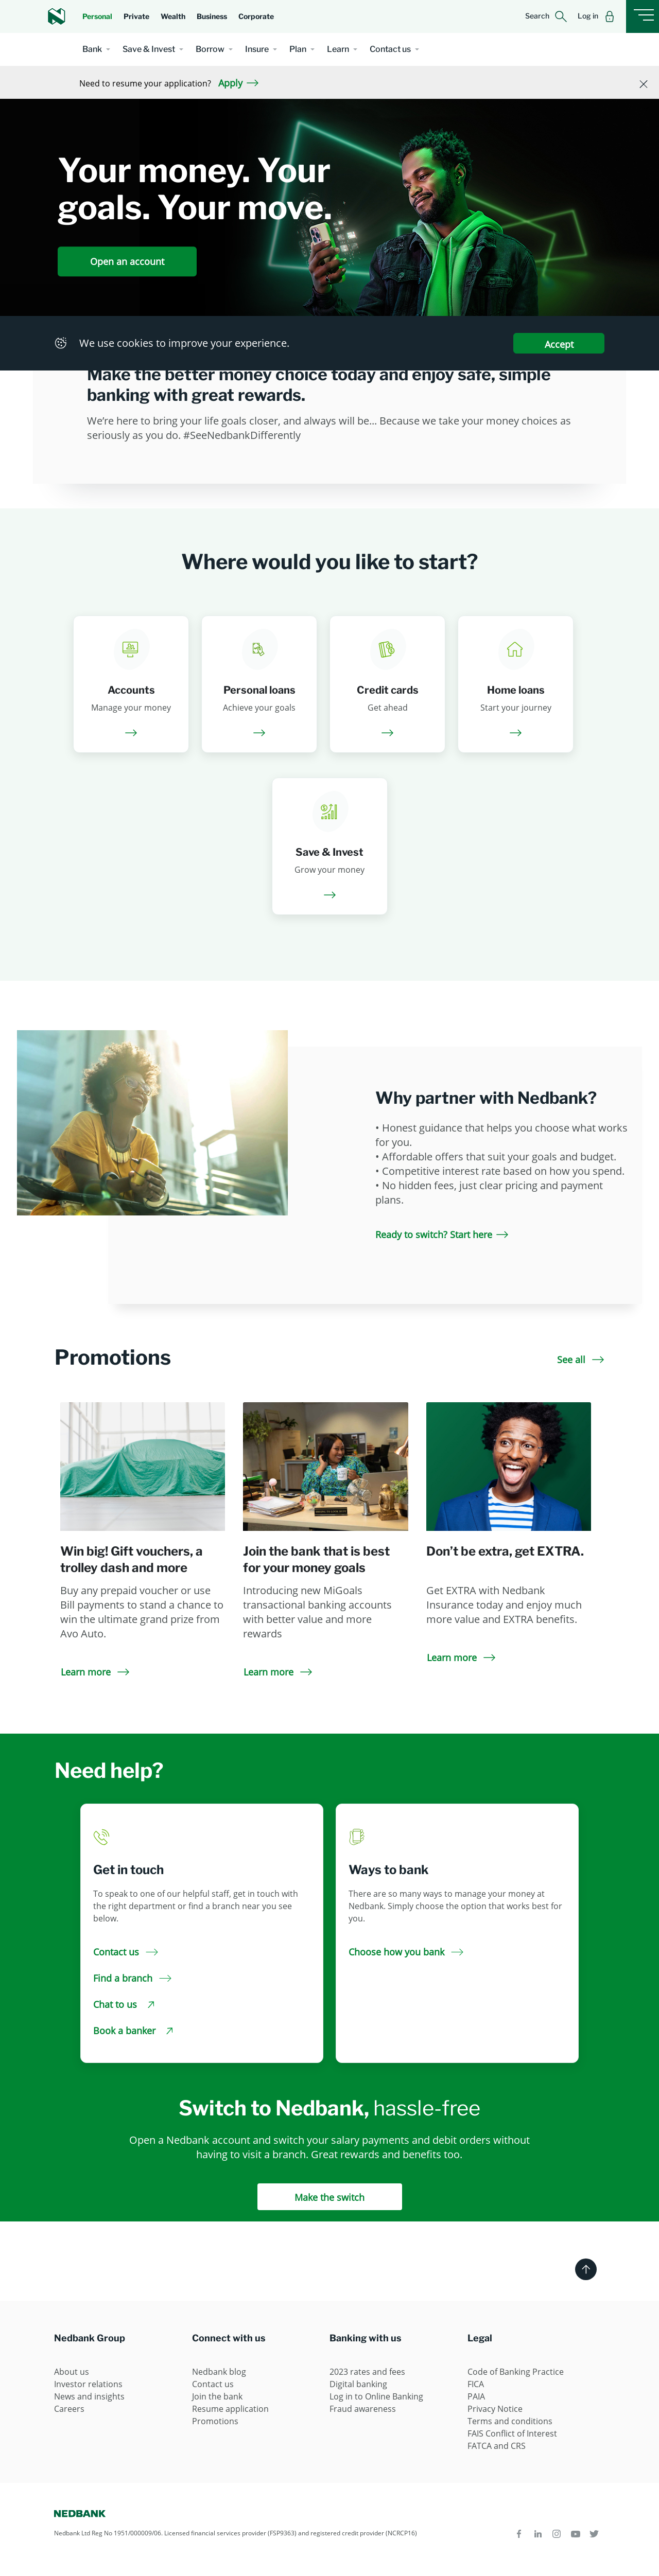 Personal Private Wealth Business Corporate Search Log in
Bank Save & Invest Borrow Insure Plan Learn Contact us
Need to resume your application? Apply
Your money. Your
goals. Your move.
Open an account
We use cookies to improve your experience.
Accept
Make the better money choice today and enjoy safe, simple
banking with great rewards.
We’re here to bring your life goals closer, and always will be... Because we take your money choices as
seriously as you do. #SeeNedbankDifferently
Where would you like to start?
Accounts
Manage your money
Personal loans
Achieve your goals
Credit cards
Get ahead
Home loans
Start your journey
Save & Invest
Grow your money
Why partner with Nedbank?
• Honest guidance that helps you choose what works
for you.
• Affordable offers that suit your goals and budget.
• Competitive interest rate based on how you spend.
• No hidden fees, just clear pricing and payment
plans.
Ready to switch? Start here
Promotions
See all
Win big! Gift vouchers, a
trolley dash and more
Buy any prepaid voucher or use
Bill payments to stand a chance to
win the ultimate grand prize from
Avo Auto.
Learn more
Join the bank that is best
for your money goals
Introducing new MiGoals
transactional banking accounts
with better value and more
rewards
Learn more
Don’t be extra, get EXTRA.
Get EXTRA with Nedbank
Insurance today and enjoy much
more value and EXTRA benefits.
Learn more
Need help?
Get in touch
To speak to one of our helpful staff, get in touch with
the right department or find a branch near you see
below.
Contact us
Find a branch
Chat to us
Book a banker
Ways to bank
There are so many ways to manage your money at
Nedbank. Simply choose the option that works best for
you.
Choose how you bank
Switch to Nedbank, hassle-free
Open a Nedbank account and switch your salary payments and debit orders without
having to visit a branch. Great rewards and benefits too.
Make the switch
Nedbank Group
About us
Investor relations
News and insights
Careers
Connect with us
Nedbank blog
Contact us
Join the bank
Resume application
Promotions
Banking with us
2023 rates and fees
Digital banking
Log in to Online Banking
Fraud awareness
Legal
Code of Banking Practice
FICA
PAIA
Privacy Notice
Terms and conditions
FAIS Conflict of Interest
FATCA and CRS
NEDBANK
Nedbank Ltd Reg No 1951/000009/06. Licensed financial services provider (FSP9363) and registered credit provider (NCRCP16)